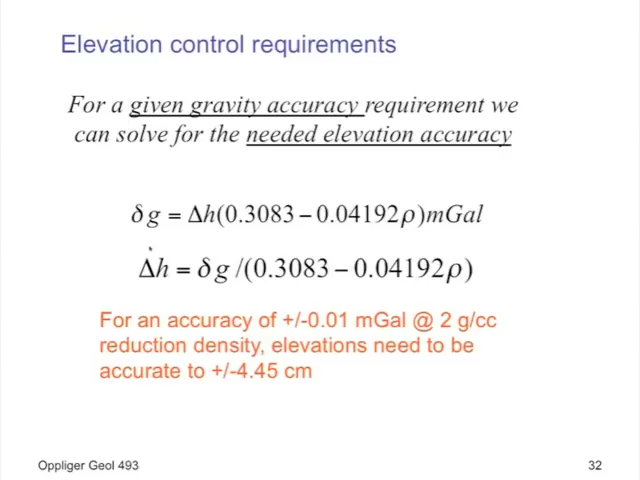 Elevation control requirements
For a given gravity accuracy requirement we
can solve for the needed elevation accuracy
δg = Δh(0.3083 − 0.04192ρ)mGal
Δh = δg /(0.3083 − 0.04192ρ)
For an accuracy of +/-0.01 mGal @ 2 g/cc
reduction density, elevations need to be
accurate to +/-4.45 cm
Oppliger Geol 493
32